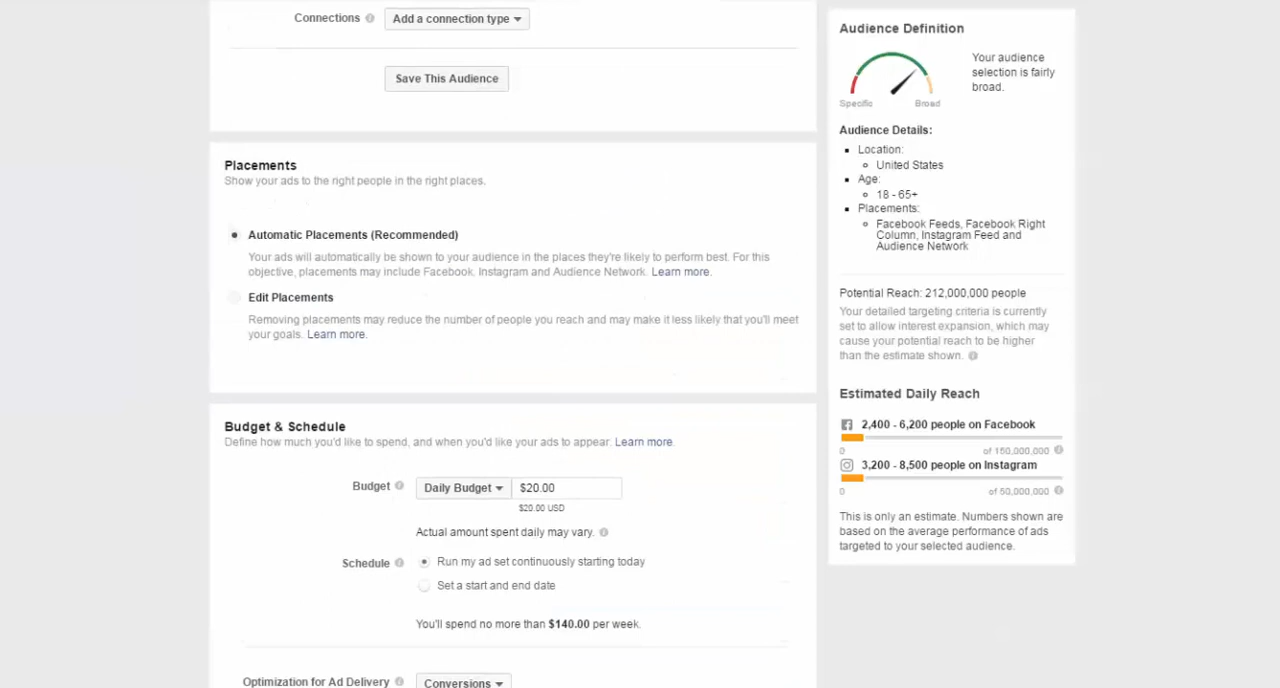 Connections
Add a connection type
Save This Audience
Placements
Show your ads to the right people in the right places.
Automatic Placements (Recommended)
Your ads will automatically be shown to your audience in the places they're likely to perform best. For this
objective, placements may include Facebook, Instagram and Audience Network. Learn more.
Edit Placements
Removing placements may reduce the number of people you reach and may make it less likely that you'll meet
your goals. Learn more.
Budget & Schedule
Define how much you'd like to spend, and when you'd like your ads to appear. Learn more.
Budget
Daily Budget
$20.00
$20.00 USD
Actual amount spent daily may vary.
Schedule
Run my ad set continuously starting today
Set a start and end date
You'll spend no more than $140.00 per week.
Optimization for Ad Delivery
Conversions
Audience Definition
Your audience
selection is fairly
broad.
Specific
Broad
Audience Details:
Location:
United States
Age:
18 - 65+
Placements:
Facebook Feeds, Facebook Right
Column, Instagram Feed and
Audience Network
Potential Reach: 212,000,000 people
Your detailed targeting criteria is currently
set to allow interest expansion, which may
cause your potential reach to be higher
than the estimate shown.
Estimated Daily Reach
2,400 - 6,200 people on Facebook
0
of 150,000,000
3,200 - 8,500 people on Instagram
0
of 50,000,000
This is only an estimate. Numbers shown are
based on the average performance of ads
targeted to your selected audience.